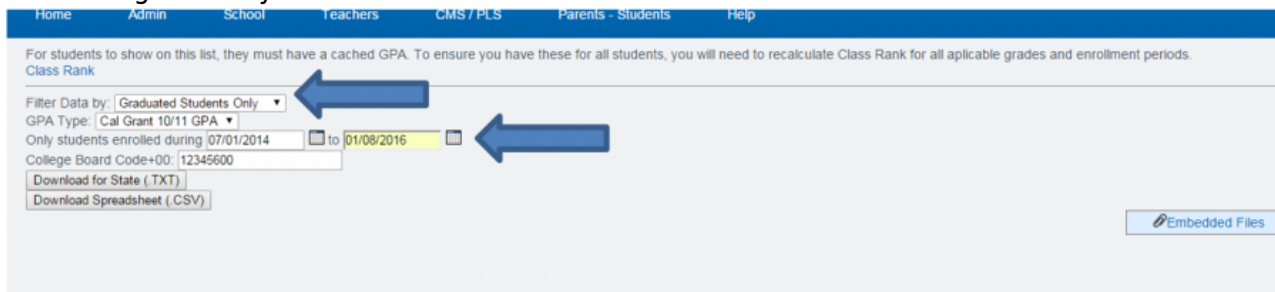 Home Admin School Teachers CMS / PLS Parents - Students Help
For students to show on this list, they must have a cached GPA. To ensure you have these for all students, you will need to recalculate Class Rank for all aplicable grades and enrollment periods.
Class Rank
Filter Data by: Graduated Students Only
GPA Type: Cal Grant 10/11 GPA
Only students enrolled during 07/01/2014 to 01/08/2016
College Board Code+00: 12345600
Download for State (.TXT)
Download Spreadsheet (.CSV)
Embedded Files